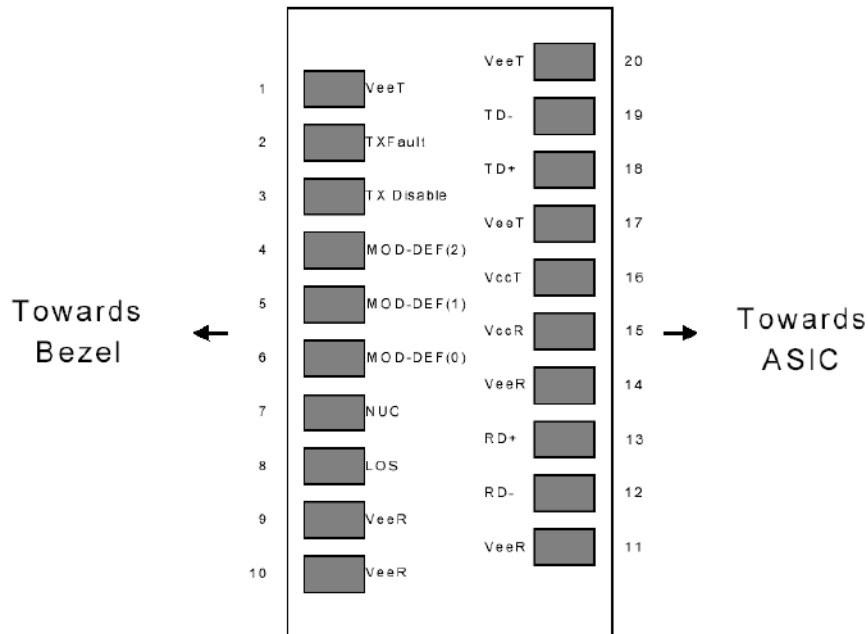 Towards
Bezel
1 VeeT
2 TXFault
3 TX Disable
4 MOD-DEF(2)
5 MOD-DEF(1)
6 MOD-DEF(0)
7 NUC
8 LOS
9 VeeR
10 VeeR
VeeT 20
TD- 19
TD+ 18
VeeT 17
VccT 16
VccR 15
VeeR 14
RD+ 13
RD- 12
VeeR 11
Towards
ASIC